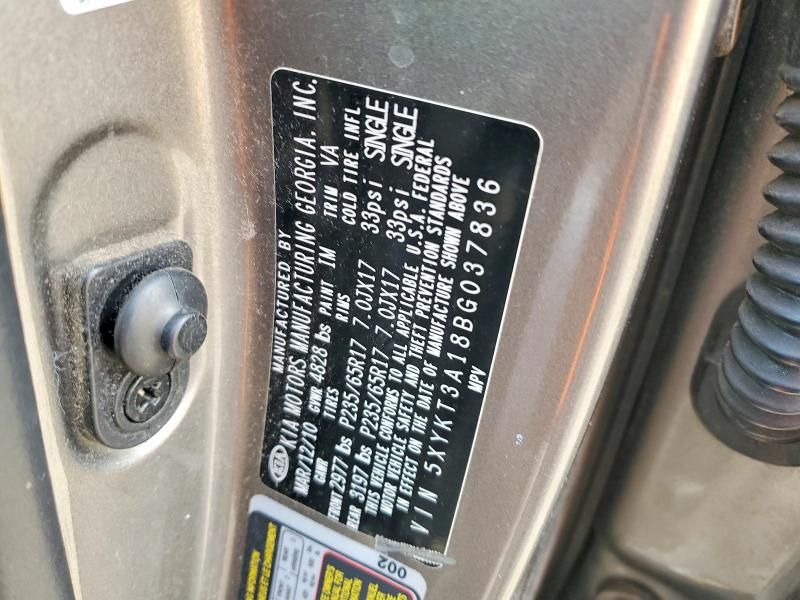 MANUFACTURED BY
KIA KIA MOTORS MANUFACTURING GEORGIA, INC.
MAR/12/10 GVWR 4828 lbs PAINT IM TRIM VA
GAWR TIRES RWS COLD TIRE INFL
FRONT 2977 lbs P235/65R17 7.0JX17 33psi SINGLE
REAR 3197 lbs P235/65R17 7.0JX17 33psi SINGLE
THIS VEHICLE CONFORMS TO ALL APPLICABLE U.S.A. FEDERAL
MOTOR VEHICLE SAFETY AND THEFT PREVENTION STANDARDS
IN EFFECT ON THE DATE OF MANUFACTURE SHOWN ABOVE
VIN 5XYKT3A18BG037836
MPV
002